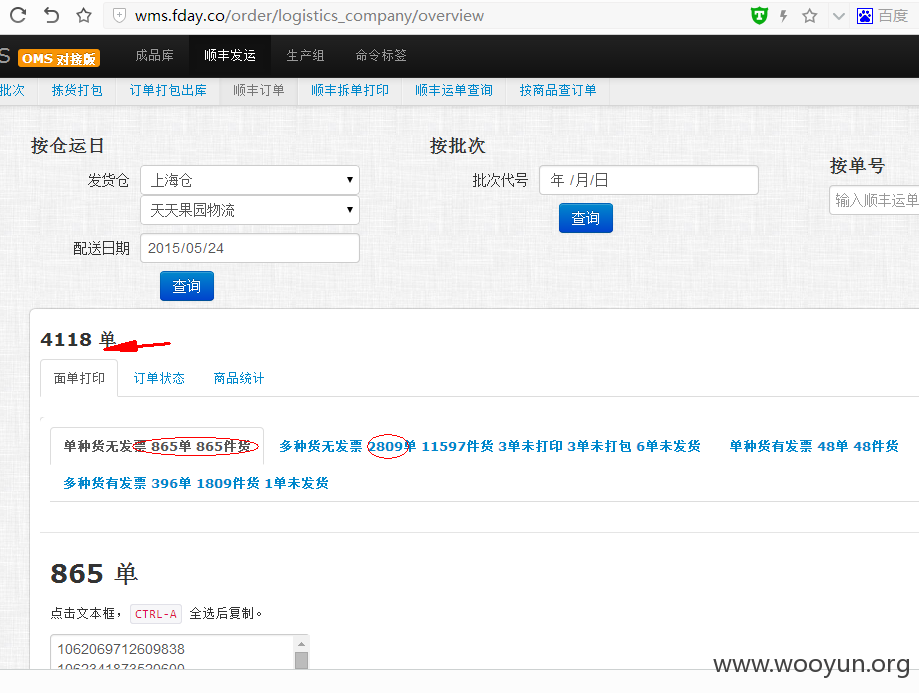 wms.fday.co/order/logistics_company/overview 百度
S OMS 对接版 成品库 顺丰发运 生产组 命令标签
批次 拣货打包 订单打包出库 顺丰订单 顺丰拆单打印 顺丰运单查询 按商品查订单
按仓运日 按批次 按单号
发货仓 上海仓 批次代号 年 /月/日 输入顺丰运单
天天果园物流
查询
配送日期 2015/05/24
查询
4118 单
面单打印 订单状态 商品统计
单种货无发票 865单 865件货 多种货无发票 2809单 11597件货 3单未打印 3单未打包 6单未发货 单种货有发票 48单 48件货
多种货有发票 396单 1809件货 1单未发货
865 单
点击文本框， CTRL-A 全选后复制。
1062069712609838
1062341873520600
www.wooyun.org